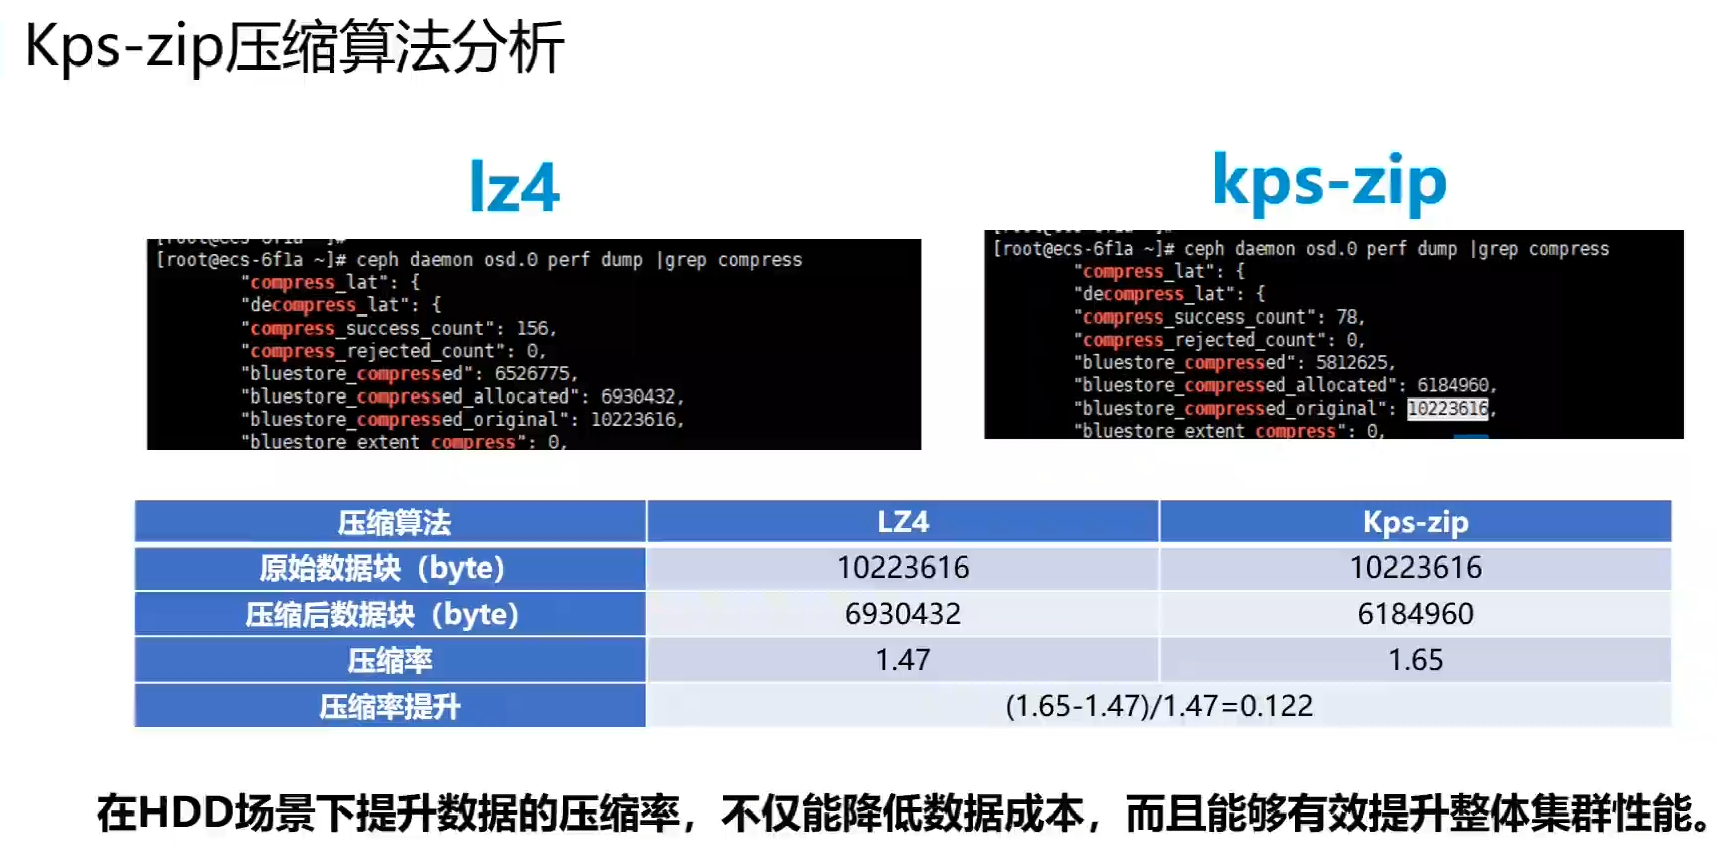 Kps-zip压缩算法分析
lz4
[root@ecs-6f1a ~]#
[root@ecs-6f1a ~]# ceph daemon osd.0 perf dump |grep compress
"compress_lat": {
"decompress_lat": {
"compress_success_count": 156,
"compress_rejected_count": 0,
"bluestore_compressed": 6526775,
"bluestore_compressed_allocated": 6930432,
"bluestore_compressed_original": 10223616,
"bluestore_extent_compress": 0,
kps-zip
[root@ecs-6f1a ~]# ceph daemon osd.0 perf dump |grep compress
"compress_lat": {
"decompress_lat": {
"compress_success_count": 78,
"compress_rejected_count": 0,
"bluestore_compressed": 5812625,
"bluestore_compressed_allocated": 6184960,
"bluestore_compressed_original": 10223616,
"bluestore_extent_compress": 0,
压缩算法 LZ4 Kps-zip
原始数据块（byte） 10223616 10223616
压缩后数据块（byte） 6930432 6184960
压缩率 1.47 1.65
压缩率提升 (1.65-1.47)/1.47=0.122
在HDD场景下提升数据的压缩率，不仅能降低数据成本，而且能够有效提升整体集群性能。